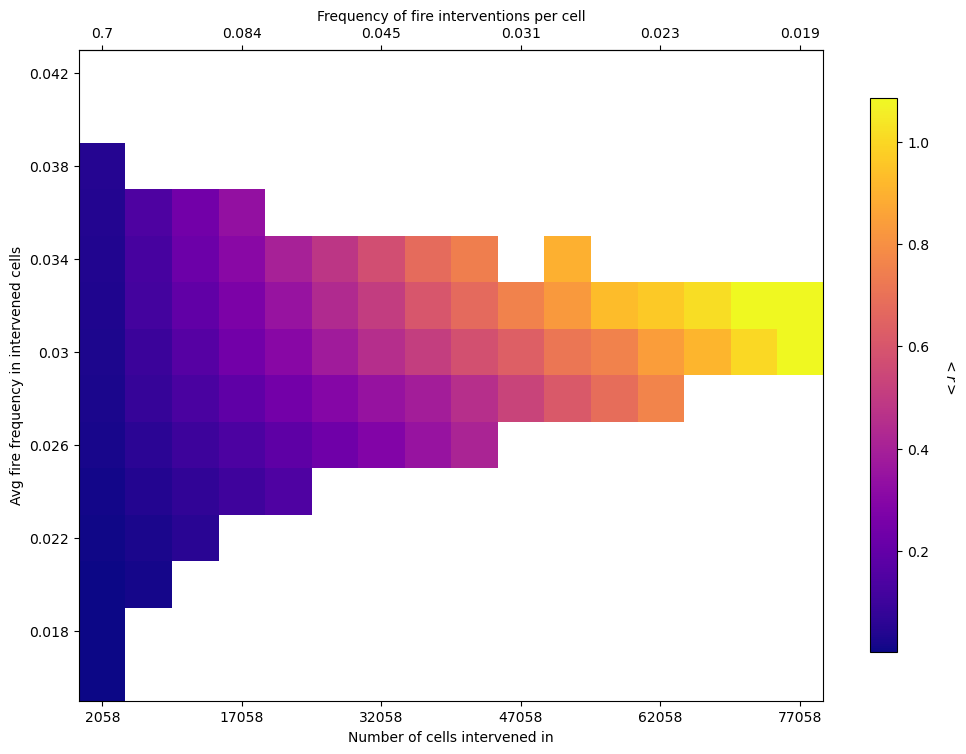 Frequency of fire interventions per cell
0.7 0.084 0.045 0.031 0.023 0.019
0.042
0.038
0.034
0.03
0.026
0.022
0.018
Avg fire frequency in intervened cells
2058 17058 32058 47058 62058 77058
Number of cells intervened in
1.0
0.8
0.6
0.4
0.2
<r>